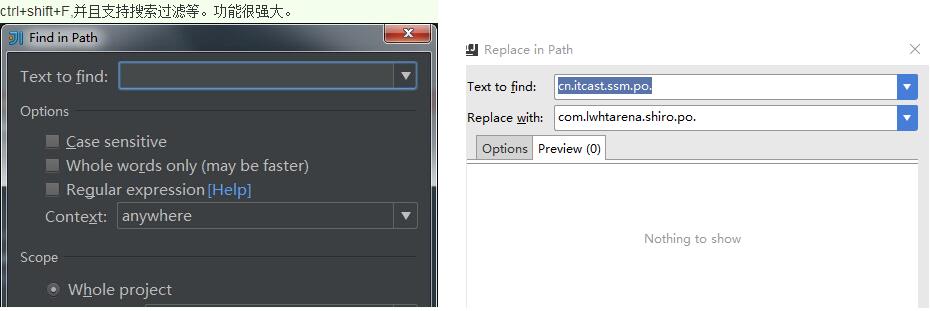 ctrl+shift+F,并且支持搜索过滤等。功能很强大。
Find in Path
Text to find:
Options
Case sensitive
Whole words only (may be faster)
Regular expression [Help]
Context: anywhere
Scope
Whole project
Replace in Path
Text to find: cn.itcast.ssm.po.
Replace with: com.lwhtarena.shiro.po.
Options Preview (0)
Nothing to show